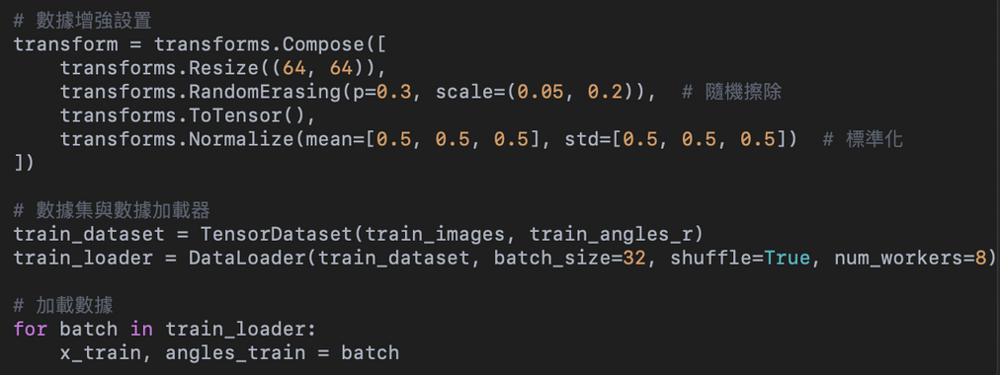 # 數據增強設置
transform = transforms.Compose([
    transforms.Resize((64, 64)),
    transforms.RandomErasing(p=0.3, scale=(0.05, 0.2)),  # 隨機擦除
    transforms.ToTensor(),
    transforms.Normalize(mean=[0.5, 0.5, 0.5], std=[0.5, 0.5, 0.5])  # 標準化
])

# 數據集與數據加載器
train_dataset = TensorDataset(train_images, train_angles_r)
train_loader = DataLoader(train_dataset, batch_size=32, shuffle=True, num_workers=8)

# 加載數據
for batch in train_loader:
    x_train, angles_train = batch